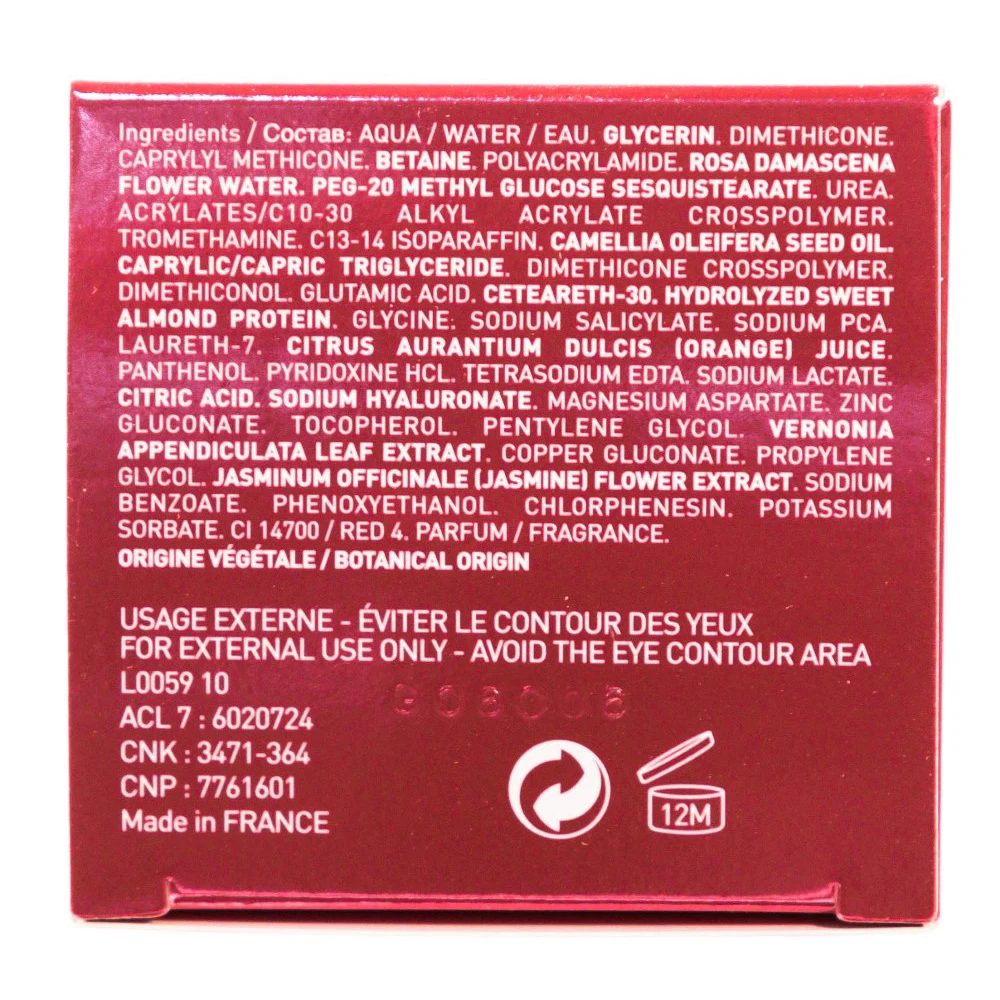 Ingredients / Состав: AQUA / WATER / EAU. GLYCERIN. DIMETHICONE.
CAPRYLYL METHICONE. BETAINE. POLYACRYLAMIDE. ROSA DAMASCENA
FLOWER WATER. PEG-20 METHYL GLUCOSE SESQUISTEARATE. UREA.
ACRYLATES/C10-30 ALKYL ACRYLATE CROSSPOLYMER.
TROMETHAMINE. C13-14 ISOPARAFFIN. CAMELLIA OLEIFERA SEED OIL.
CAPRYLIC/CAPRIC TRIGLYCERIDE. DIMETHICONE CROSSPOLYMER.
DIMETHICONOL. GLUTAMIC ACID. CETEARETH-30. HYDROLYZED SWEET
ALMOND PROTEIN. GLYCINE. SODIUM SALICYLATE. SODIUM PCA.
LAURETH-7. CITRUS AURANTIUM DULCIS (ORANGE) JUICE.
PANTHENOL. PYRIDOXINE HCL. TETRASODIUM EDTA. SODIUM LACTATE.
CITRIC ACID. SODIUM HYALURONATE. MAGNESIUM ASPARTATE. ZINC
GLUCONATE. TOCOPHEROL. PENTYLENE GLYCOL. VERNONIA
APPENDICULATA LEAF EXTRACT. COPPER GLUCONATE. PROPYLENE
GLYCOL. JASMINUM OFFICINALE (JASMINE) FLOWER EXTRACT. SODIUM
BENZOATE. PHENOXYETHANOL. CHLORPHENESIN. POTASSIUM
SORBATE. CI 14700 / RED 4. PARFUM / FRAGRANCE.
ORIGINE VÉGÉTALE / BOTANICAL ORIGIN
USAGE EXTERNE - ÉVITER LE CONTOUR DES YEUX
FOR EXTERNAL USE ONLY - AVOID THE EYE CONTOUR AREA
L0059 10
ACL 7 : 6020724
CNK : 3471-364
CNP : 7761601
Made in FRANCE
12M